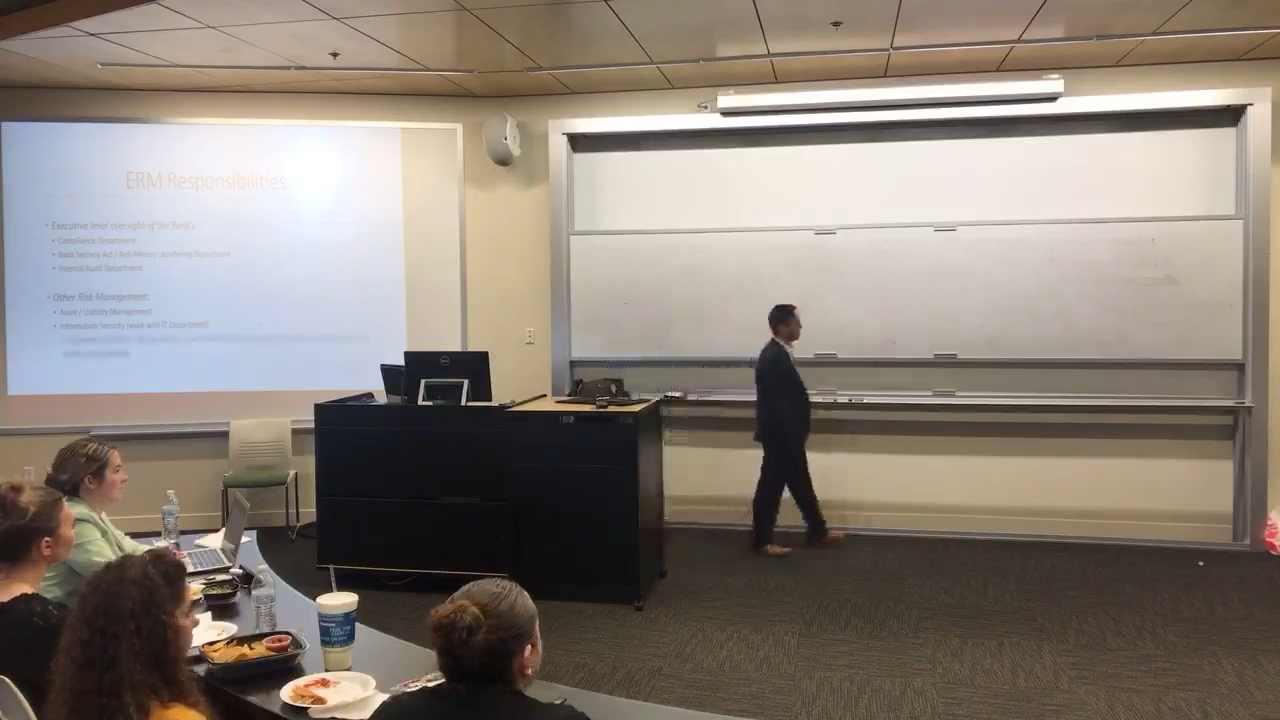 ERM Responsibilities
• Executive level oversight of the Bank's:
• Compliance Department
• Bank Secrecy Act / Anti-Money Laundering Department
• Internal Audit Department
• Other Risk Management:
• Asset / Liability Management
• Information Security (work with IT Department)
DELL